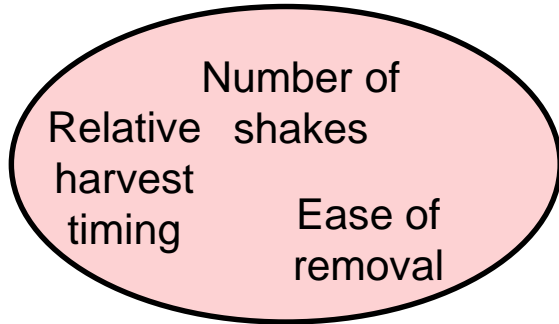 Number of
shakes
Relative
harvest
timing
Ease of
removal